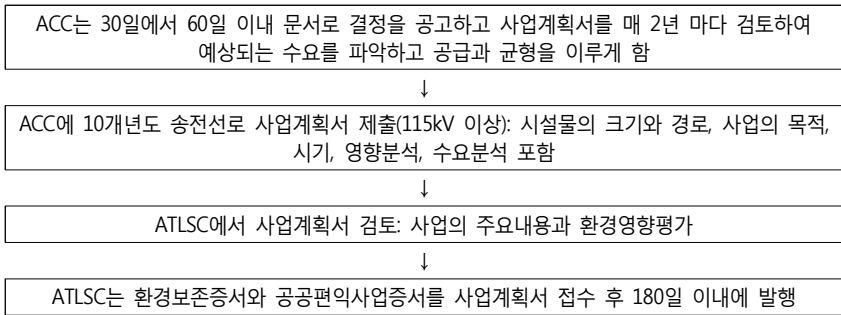 ACC는 30일에서 60일 이내 문서로 결정을 공고하고 사업계획서를 매 2년 마다 검토하여
예상되는 수요를 파악하고 공급과 균형을 이루게 함
↓
ACC에 10개년도 송전선로 사업계획서 제출(115kV 이상): 시설물의 크기와 경로, 사업의 목적,
시기, 영향분석, 수요분석 포함
↓
ATLSC에서 사업계획서 검토: 사업의 주요내용과 환경영향평가
↓
ATLSC는 환경보존증서와 공공편익사업증서를 사업계획서 접수 후 180일 이내에 발행